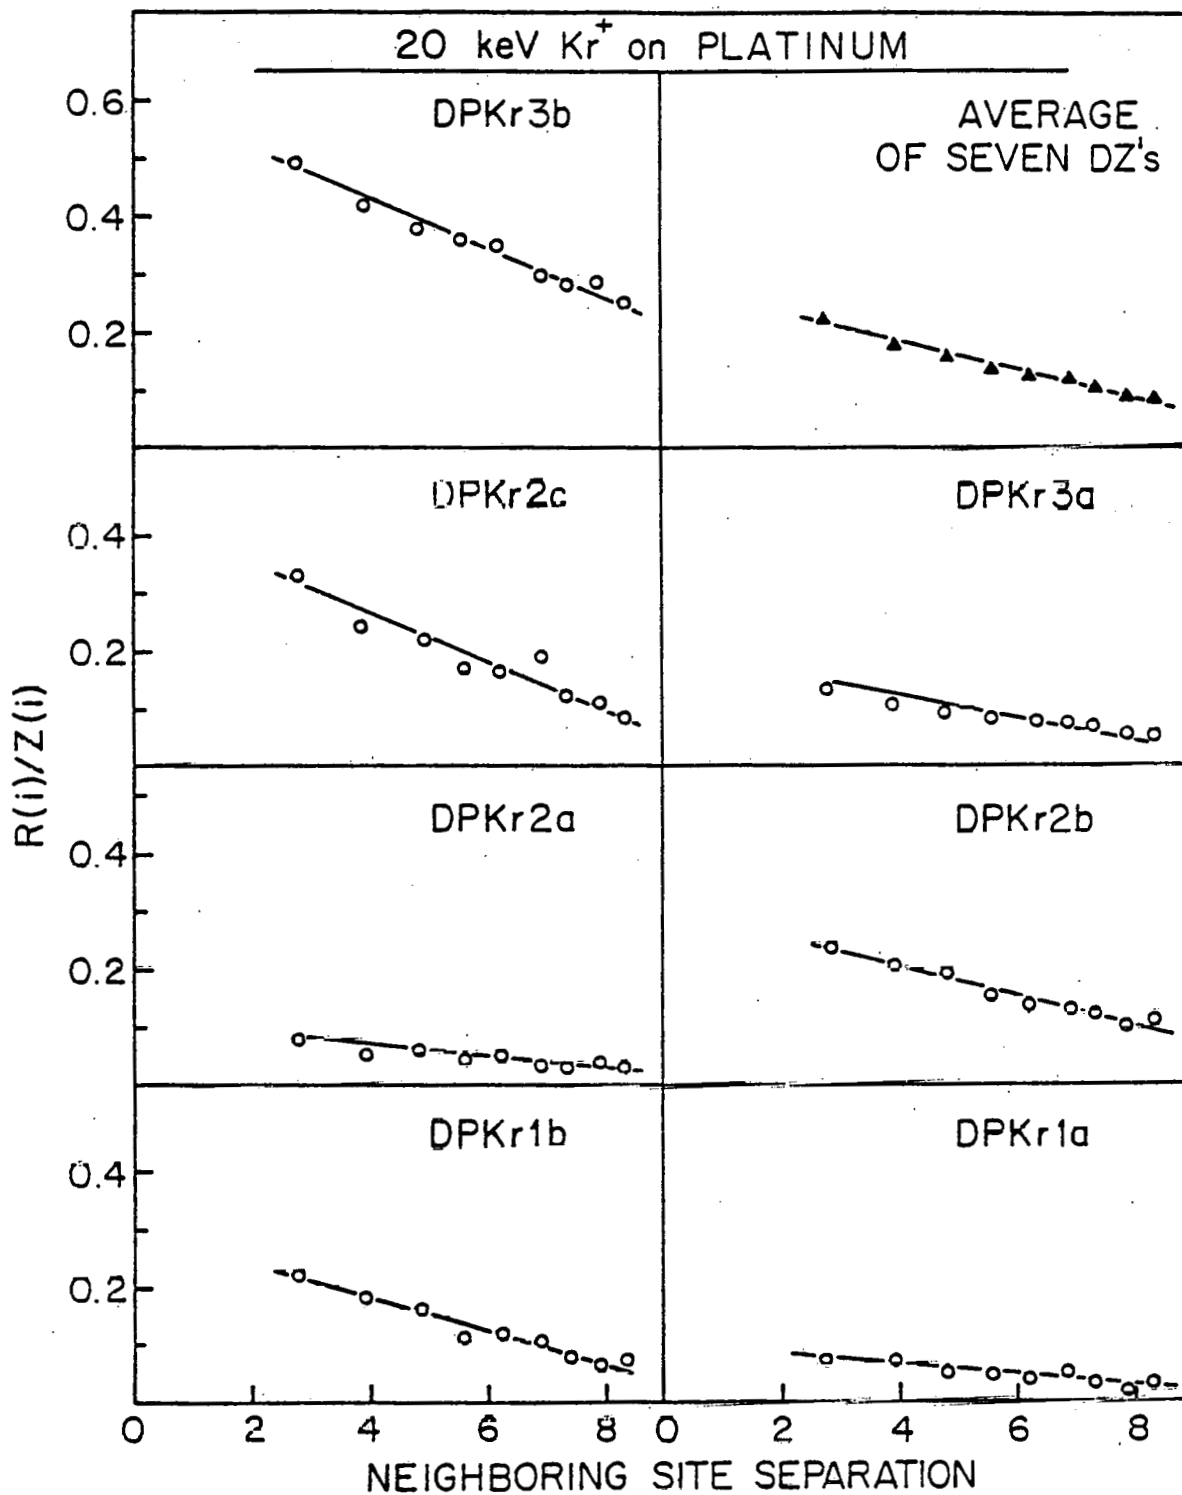 20 keV Kr+ on PLATINUM
DPKr3b
AVERAGE
OF SEVEN DZ's
0.6
0.4
0.2
DPKr2c
DPKr3a
0.4
0.2
R(i)/Z(i)
DPKr2a
DPKr2b
0.4
0.2
DPKr1b
DPKr1a
0.4
0.2
0 2 4 6 8 0 2 4 6 8
NEIGHBORING SITE SEPARATION